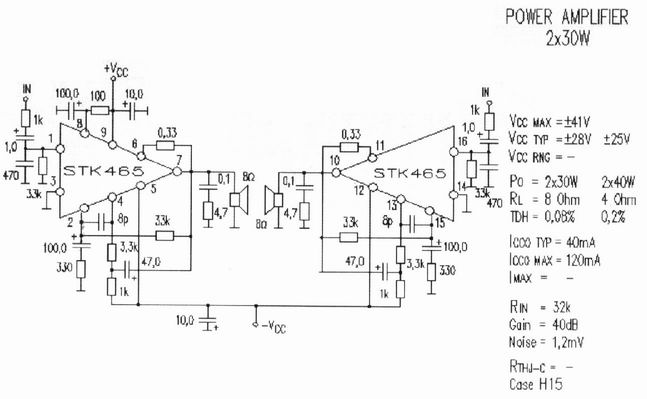 POWER AMPLIFIER
2x30W
IN
+VCC
100,0
100
10,0
1k
8
9
6
0,33
1
1,0
STK465
7
470
3
33k
2
4
5
8p
0,1
4,7
8Ω
100,0
330
3,3k
33k
47,0
1k
10,0
-VCC
IN
1k
1,0
0,33
11
16
10
STK465
12
13
14
15
33k
470
0,1
4,7
8Ω
8p
33k
100,0
3,3k
330
47,0
1k
VCC MAX = ±41V
VCC TYP = ±28V ±25V
VCC RNG = -
PO = 2x30W 2x40W
RL = 8 Ohm 4 Ohm
TDH = 0,08% 0,2%
ICCO TYP = 40mA
ICCO MAX = 120mA
IMAX = -
RIN = 32k
Gain = 40dB
Noise = 1,2mV
RTHJ-C = -
Case H15